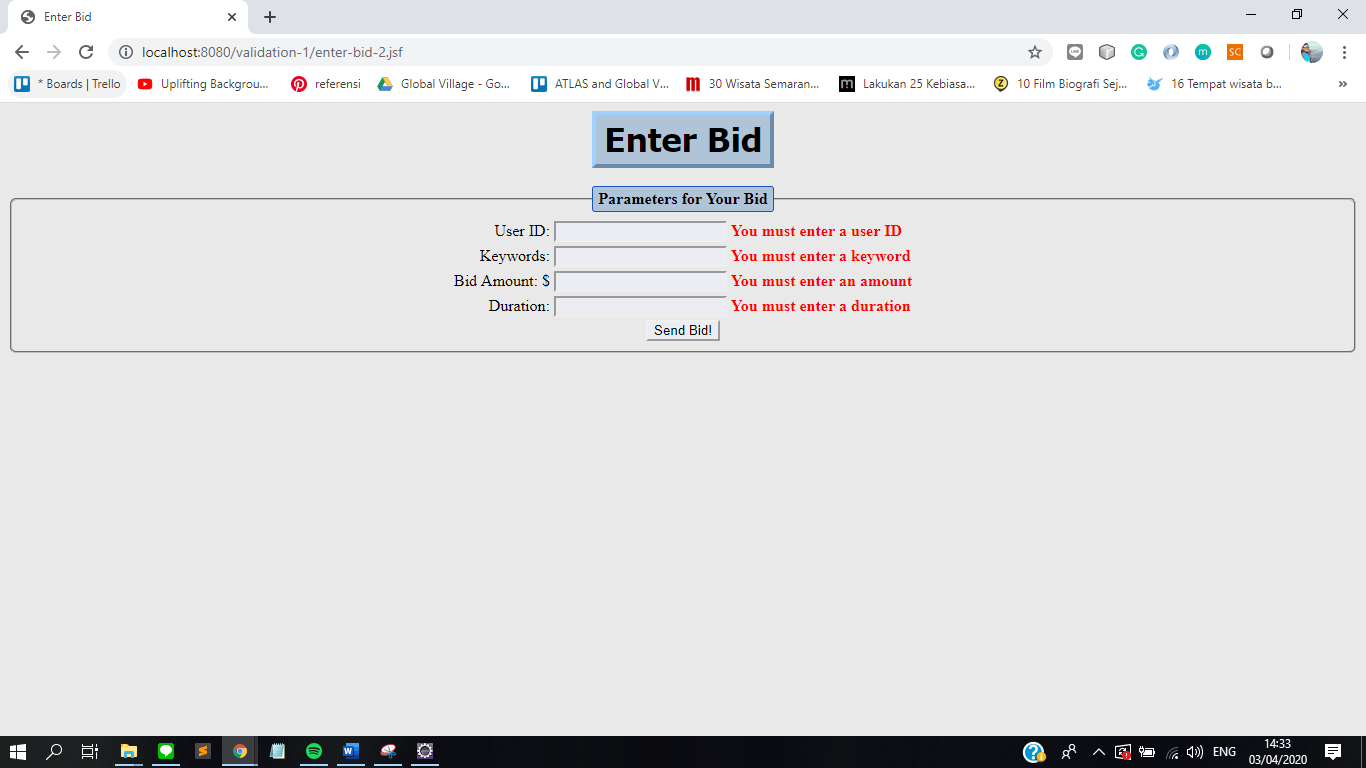 Enter Bid
localhost:8080/validation-1/enter-bid-2.jsf
SC
* Boards | Trello Uplifting Backgrou... referensi Global Village - Go... ATLAS and Global V... 30 Wisata Semaran... Lakukan 25 Kebiasa... 10 Film Biografi Sej... 16 Tempat wisata b... »
Enter Bid
Parameters for Your Bid
User ID: You must enter a user ID
Keywords: You must enter a keyword
Bid Amount: $ You must enter an amount
Duration: You must enter a duration
Send Bid!
ENG
14:33
03/04/2020